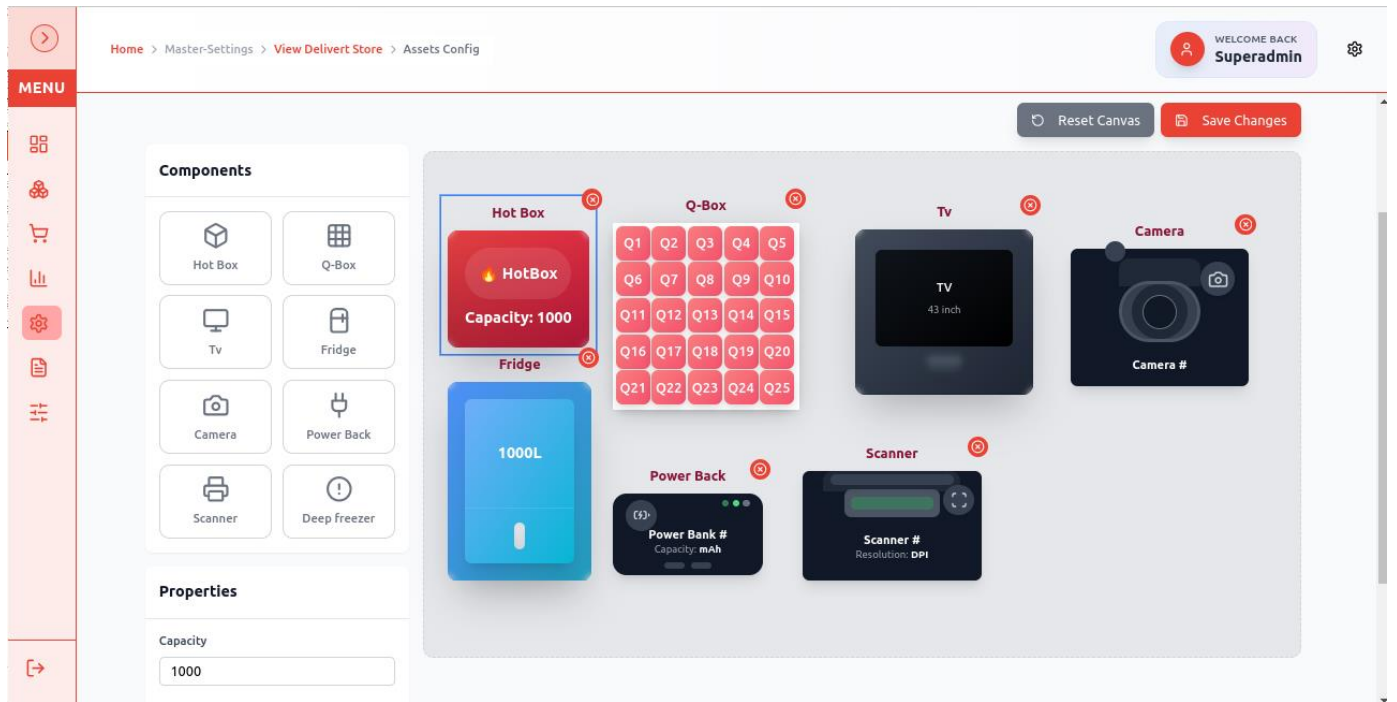 Home > Master-Settings > View Delivert Store > Assets Config
WELCOME BACK
Superadmin
MENU
Reset Canvas
Save Changes
Components
Hot Box
Q-Box
Tv
Fridge
Camera
Power Back
Scanner
Deep freezer
Properties
Capacity
1000
Hot Box
HotBox
Capacity: 1000
Q-Box
Q1 Q2 Q3 Q4 Q5
Q6 Q7 Q8 Q9 Q10
Q11 Q12 Q13 Q14 Q15
Q16 Q17 Q18 Q19 Q20
Q21 Q22 Q23 Q24 Q25
Tv
TV
43 inch
Camera
Camera #
Fridge
1000L
Power Back
Power Bank #
Capacity: mAh
Scanner
Scanner #
Resolution: DPI